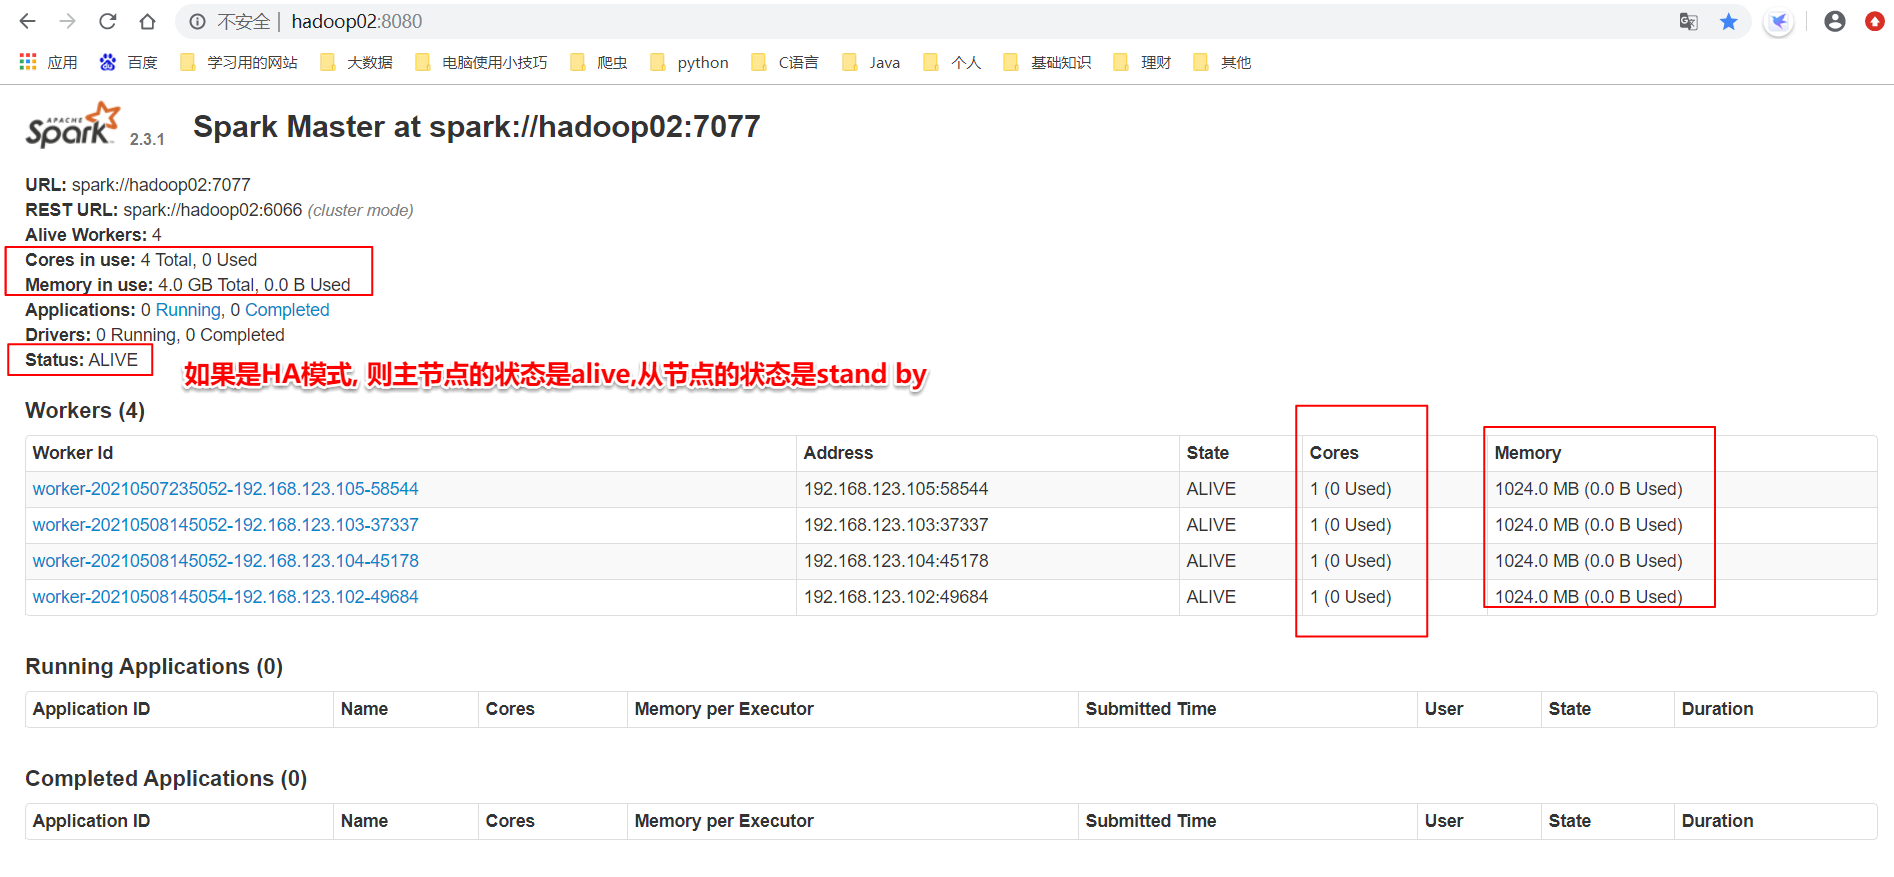 不安全 | hadoop02:8080
应用 百度 学习用的网站 大数据 电脑使用小技巧 爬虫 python C语言 Java 个人 基础知识 理财 其他
APACHE Spark 2.3.1 Spark Master at spark://hadoop02:7077
URL: spark://hadoop02:7077
REST URL: spark://hadoop02:6066 (cluster mode)
Alive Workers: 4
Cores in use: 4 Total, 0 Used
Memory in use: 4.0 GB Total, 0.0 B Used
Applications: 0 Running, 0 Completed
Drivers: 0 Running, 0 Completed
Status: ALIVE
如果是HA模式, 则主节点的状态是alive,从节点的状态是stand by
Workers (4)
Worker Id Address State Cores Memory
worker-20210507235052-192.168.123.105-58544 192.168.123.105:58544 ALIVE 1 (0 Used) 1024.0 MB (0.0 B Used)
worker-20210508145052-192.168.123.103-37337 192.168.123.103:37337 ALIVE 1 (0 Used) 1024.0 MB (0.0 B Used)
worker-20210508145052-192.168.123.104-45178 192.168.123.104:45178 ALIVE 1 (0 Used) 1024.0 MB (0.0 B Used)
worker-20210508145054-192.168.123.102-49684 192.168.123.102:49684 ALIVE 1 (0 Used) 1024.0 MB (0.0 B Used)
Running Applications (0)
Application ID Name Cores Memory per Executor Submitted Time User State Duration
Completed Applications (0)
Application ID Name Cores Memory per Executor Submitted Time User State Duration